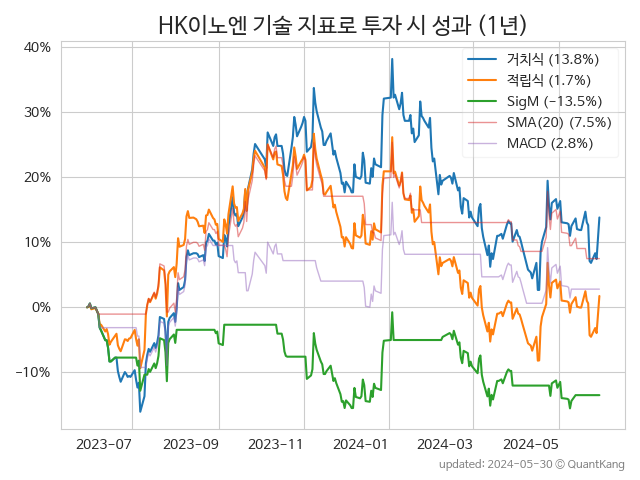 HK이노엔 기술 지표로 투자 시 성과 (1년)
40%
30%
20%
10%
0%
−10%
거치식 (13.8%)
적립식 (1.7%)
SigM (−13.5%)
SMA(20) (7.5%)
MACD (2.8%)
2023−07 2023−09 2023−11 2024−01 2024−03 2024−05
updated: 2024-05-30 © QuantKang